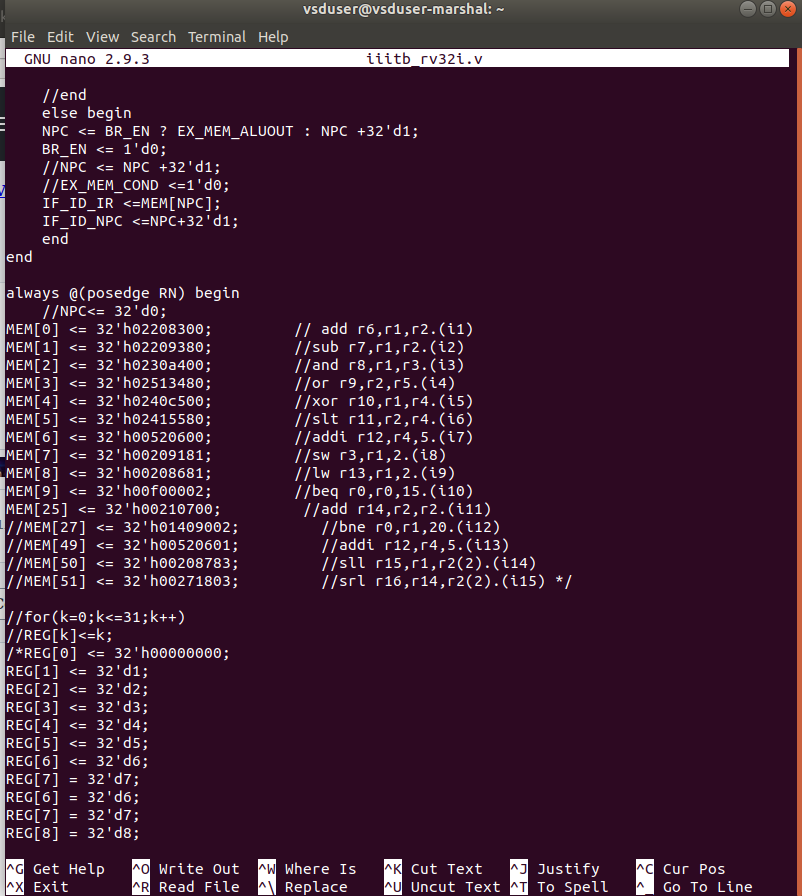 vsduser@vsduser-marshal: ~
File Edit View Search Terminal Help
GNU nano 2.9.3 iiitb_rv32i.v
//end
else begin
NPC <= BR_EN ? EX_MEM_ALUOUT : NPC +32'd1;
BR_EN <= 1'd0;
//NPC <= NPC +32'd1;
//EX_MEM_COND <=1'd0;
IF_ID_IR <=MEM[NPC];
IF_ID_NPC <=NPC+32'd1;
end
end
always @(posedge RN) begin
//NPC<= 32'd0;
MEM[0] <= 32'h02208300; // add r6,r1,r2.(i1)
MEM[1] <= 32'h02209380; //sub r7,r1,r2.(i2)
MEM[2] <= 32'h0230a400; //and r8,r1,r3.(i3)
MEM[3] <= 32'h02513480; //or r9,r2,r5.(i4)
MEM[4] <= 32'h0240c500; //xor r10,r1,r4.(i5)
MEM[5] <= 32'h02415580; //slt r11,r2,r4.(i6)
MEM[6] <= 32'h00520600; //addi r12,r4,5.(i7)
MEM[7] <= 32'h00209181; //sw r3,r1,2.(i8)
MEM[8] <= 32'h00208681; //lw r13,r1,2.(i9)
MEM[9] <= 32'h00f00002; //beq r0,r0,15.(i10)
MEM[25] <= 32'h00210700; //add r14,r2,r2.(i11)
//MEM[27] <= 32'h01409002; //bne r0,r1,20.(i12)
//MEM[49] <= 32'h00520601; //addi r12,r4,5.(i13)
//MEM[50] <= 32'h00208783; //sll r15,r1,r2(2).(i14)
//MEM[51] <= 32'h00271803; //srl r16,r14,r2(2).(i15) */
//for(k=0;k<=31;k++)
//REG[k]<=k;
/*REG[0] <= 32'h00000000;
REG[1] <= 32'd1;
REG[2] <= 32'd2;
REG[3] <= 32'd3;
REG[4] <= 32'd4;
REG[5] <= 32'd5;
REG[6] <= 32'd6;
REG[7] = 32'd7;
REG[6] = 32'd6;
REG[7] = 32'd7;
REG[8] = 32'd8;
^G Get Help ^O Write Out ^W Where Is ^K Cut Text ^J Justify ^C Cur Pos
^X Exit ^R Read File ^\ Replace ^U Uncut Text ^T To Spell ^_ Go To Line